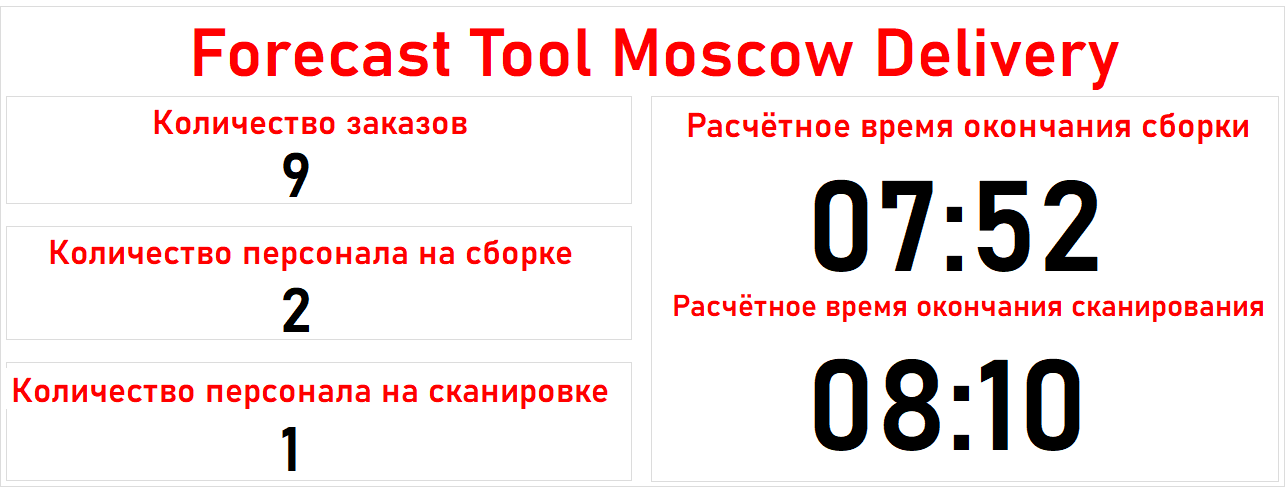 Forecast Tool Moscow Delivery
Количество заказов
9
Количество персонала на сборке
2
Количество персонала на сканировке
1
Расчётное время окончания сборки
07:52
Расчётное время окончания сканирования
08:10